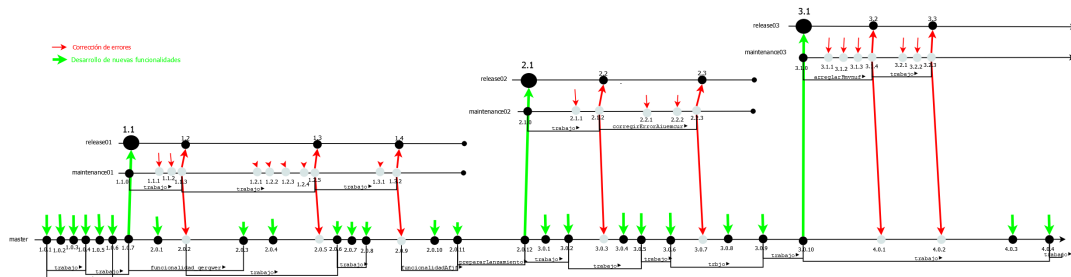 3.1
release03
3.2
3.3
Corrección de errores
Desarrollo de nuevas funcionalidades
maintenance03
3.1.0
3.1.1
3.1.2
3.1.3
3.1.4
3.2.1
3.2.2
3.2.3
arreglarBmvnuf
trabajo
2.1
release02
2.2
2.3
maintenance02
2.1.0
2.1.1
2.1.2
2.2.1
2.2.2
2.2.3
trabajo
corregirErrorAiuemcur
1.1
release01
1.2
1.3
1.4
maintenance01
1.1.0
1.1.1
1.1.2
1.1.3
1.2.1
1.2.2
1.2.3
1.2.4
1.2.5
1.3.1
1.3.2
trabajo
trabajo
trabajo
master
1.0.1
1.0.2
1.0.3
1.0.4
1.0.5
1.0.6
1.0.7
2.0.1
2.0.2
2.0.3
2.0.4
2.0.5
2.0.6
2.0.7
2.0.8
2.0.9
2.0.10
2.0.11
2.0.12
3.0.1
3.0.2
3.0.3
3.0.4
3.0.5
3.0.6
3.0.7
3.0.8
3.0.9
3.0.10
4.0.1
4.0.2
4.0.3
4.0.4
trabajo
trabajo
funcionalidad qergwer
trabajo
funcionalidadAfij
prepararLanzamiento
trabajo
trabajo
trabajo
trbjo
trabajo
trabajo
trabajo